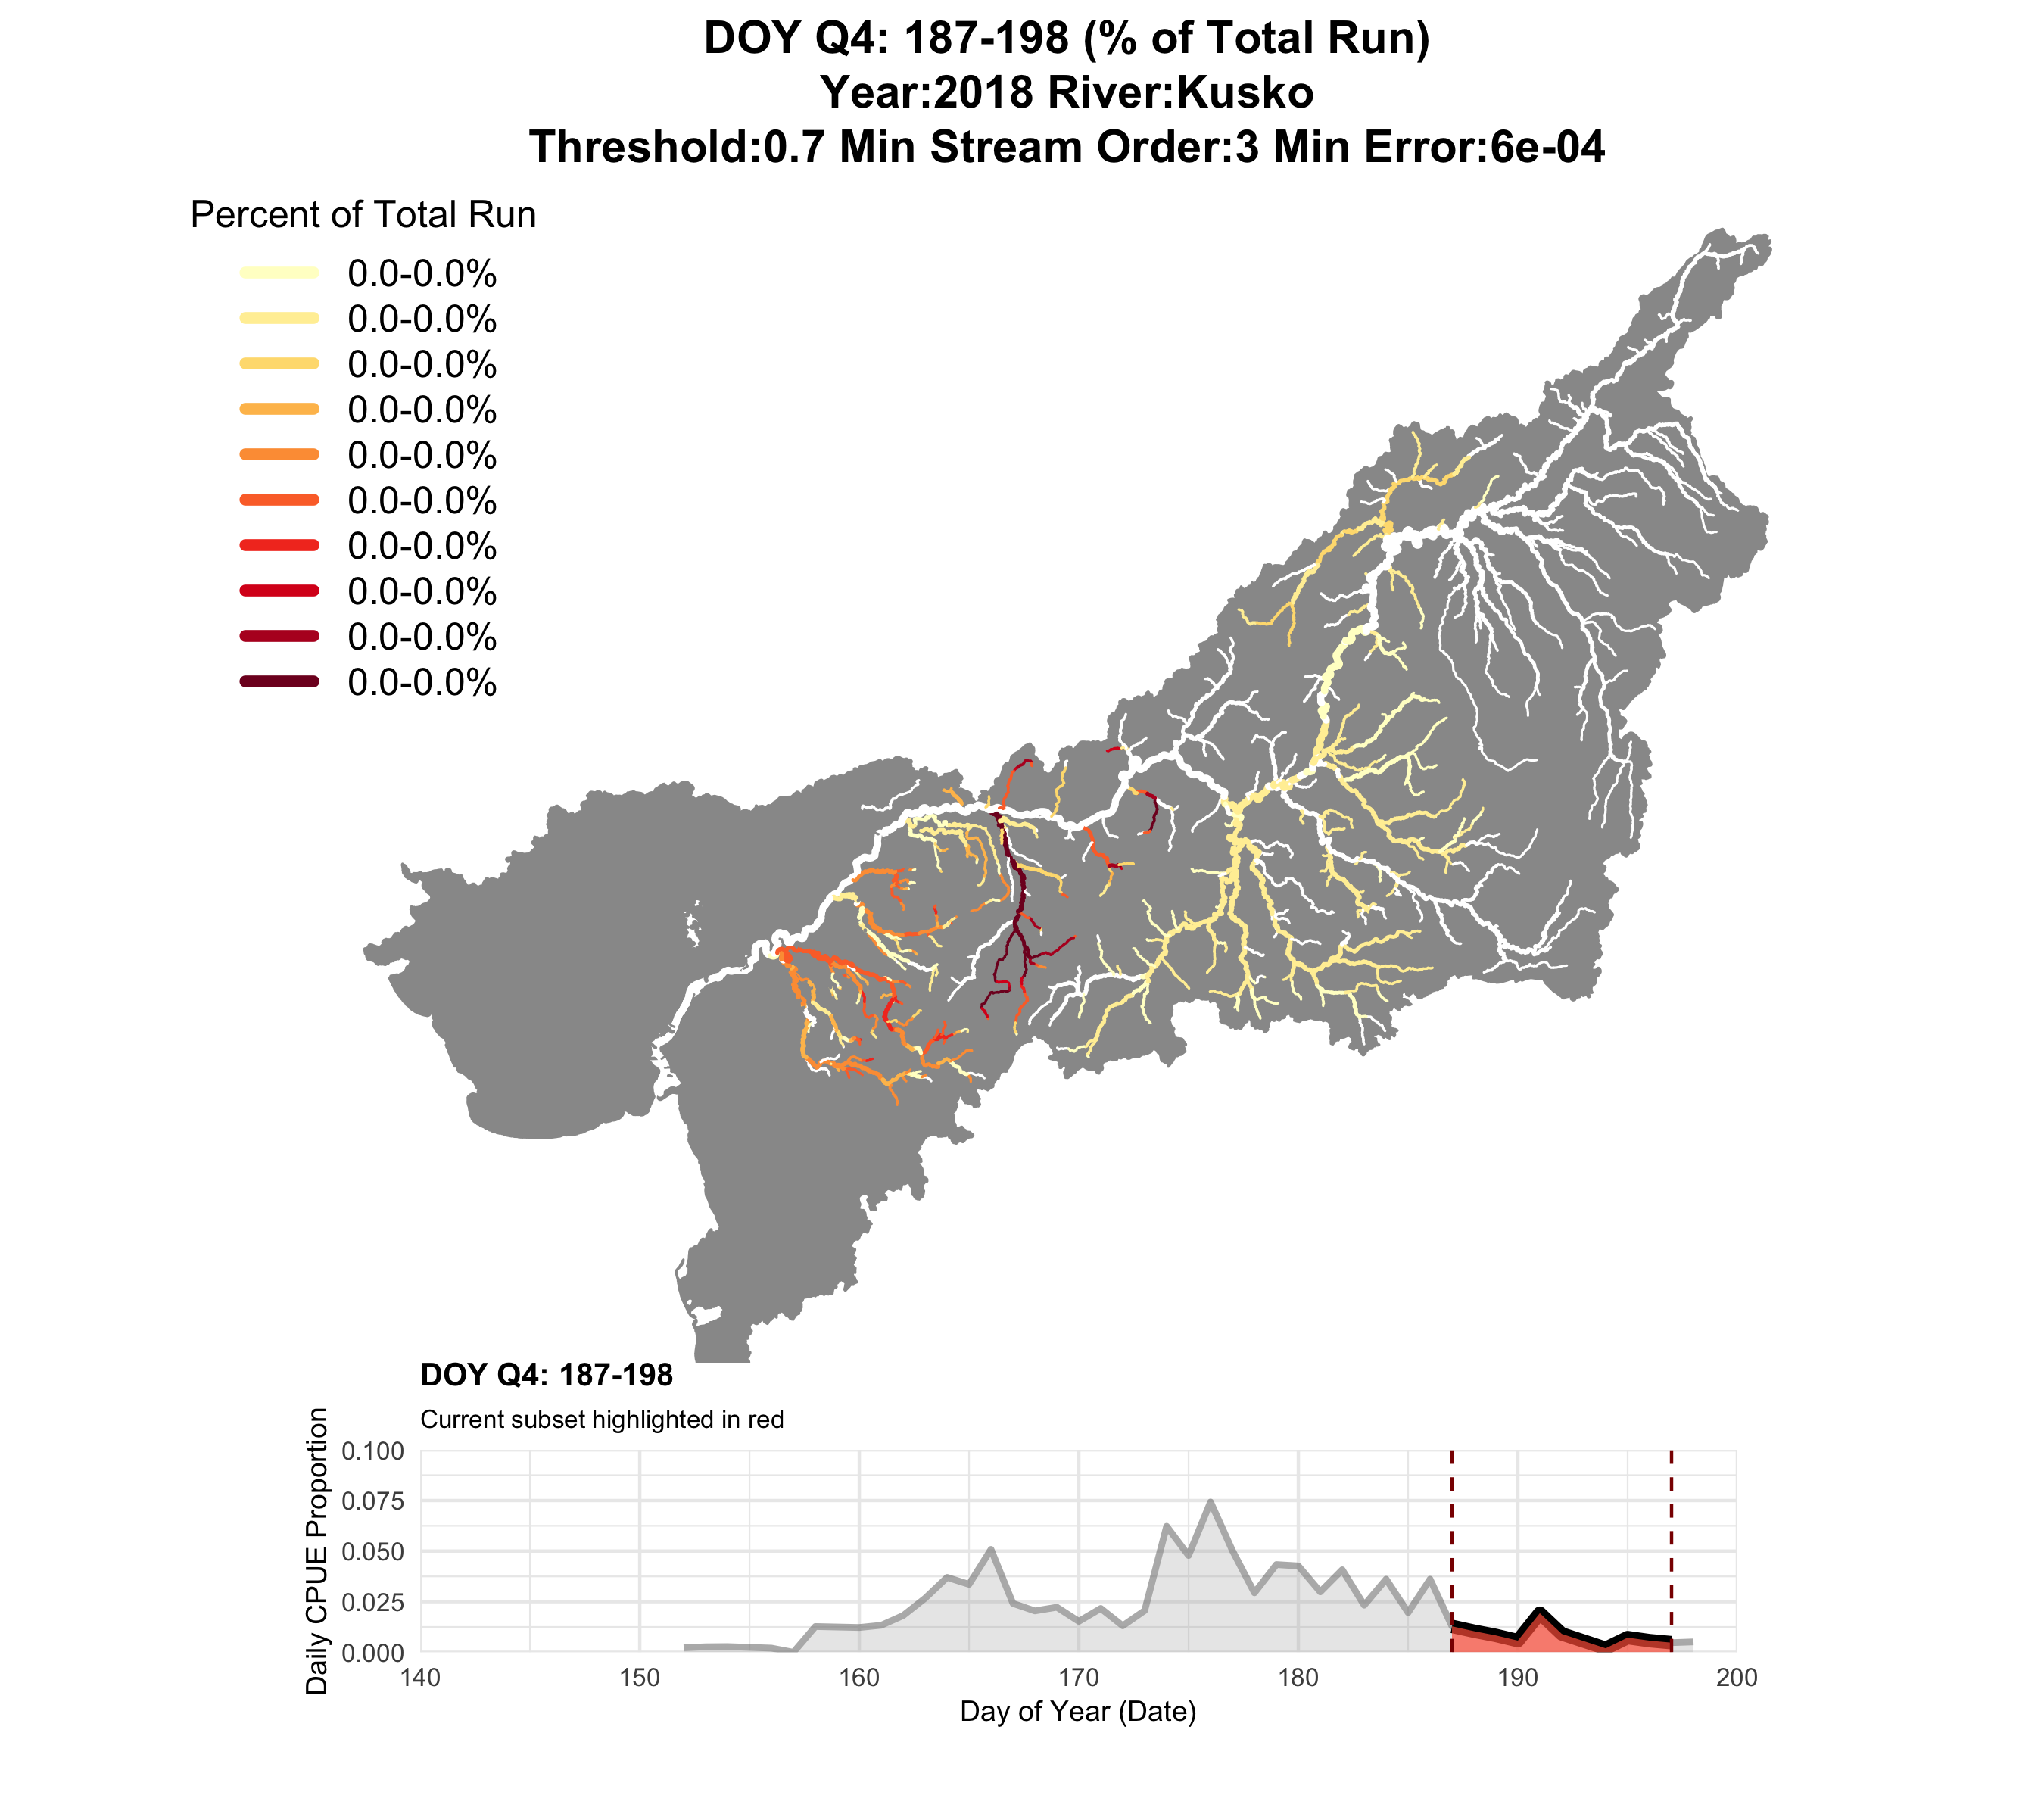 DOY Q4: 187-198 (% of Total Run)
Year:2018 River:Kusko
Threshold:0.7 Min Stream Order:3 Min Error:6e-04
Percent of Total Run
0.0-0.0%
0.0-0.0%
0.0-0.0%
0.0-0.0%
0.0-0.0%
0.0-0.0%
0.0-0.0%
0.0-0.0%
0.0-0.0%
0.0-0.0%
DOY Q4: 187-198
Current subset highlighted in red
Daily CPUE Proportion
0.100
0.075
0.050
0.025
0.000
140 150 160 170 180 190 200
Day of Year (Date)